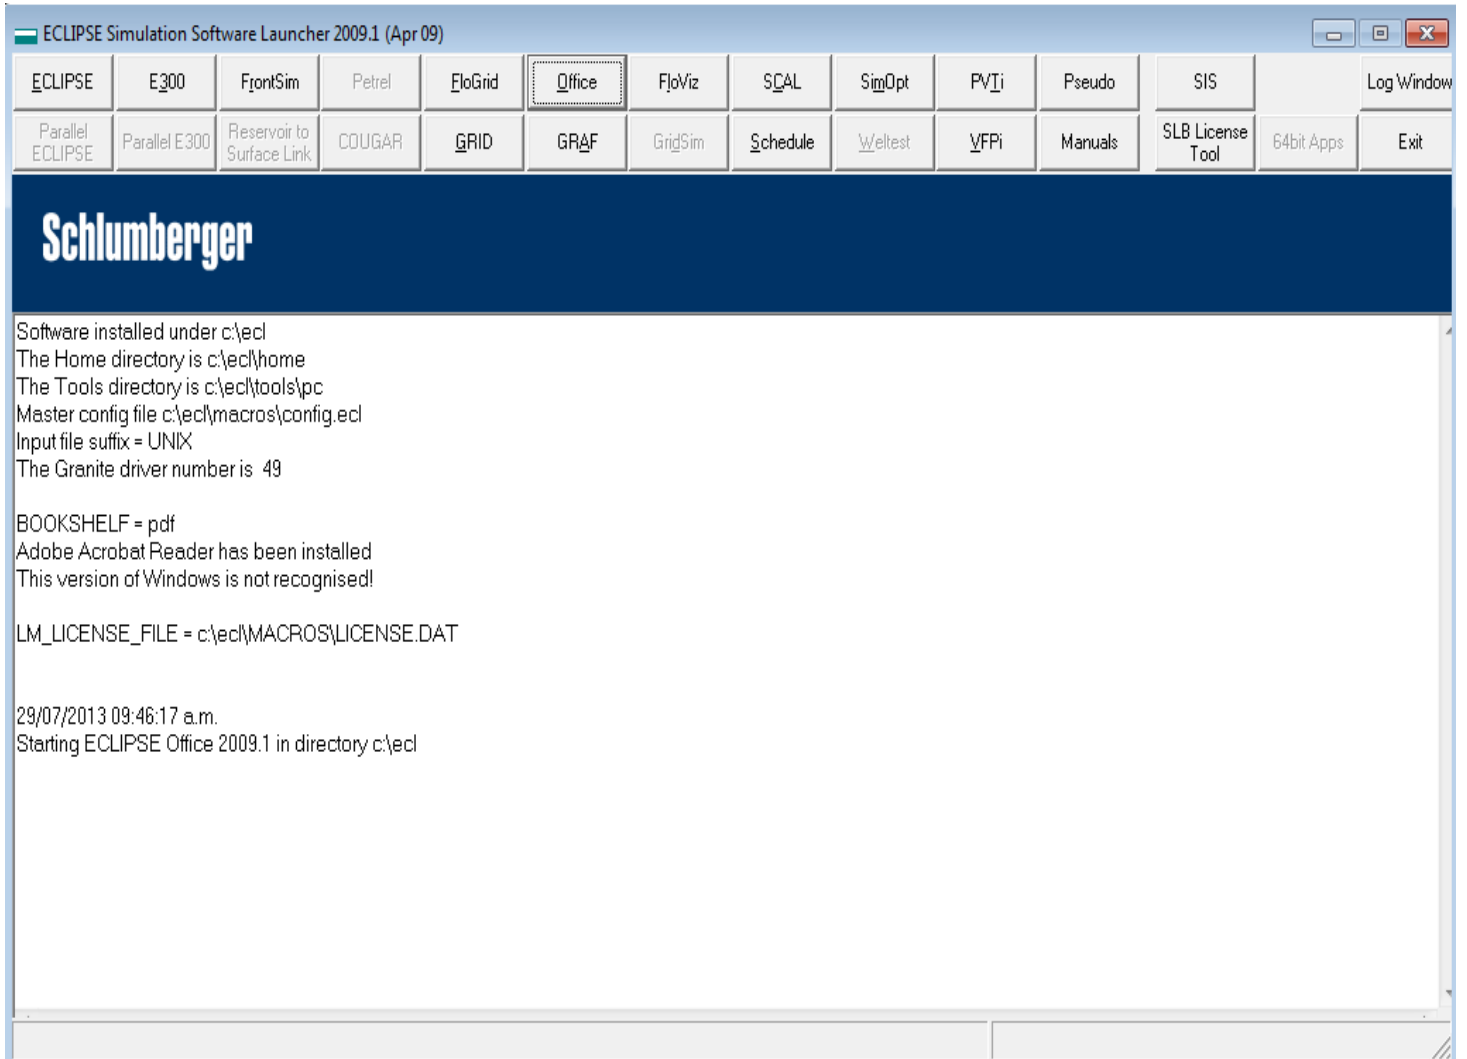 ECLIPSE Simulation Software Launcher 2009.1 (Apr 09)
ECLIPSE E300 FrontSim Petrel FloGrid Office FloViz SCAL SimOpt PVTi Pseudo SIS Log Window
Parallel ECLIPSE Parallel E300 Reservoir to Surface Link COUGAR GRID GRAF GridSim Schedule Weltest VFPi Manuals SLB License Tool 64bit Apps Exit
Schlumberger
Software installed under c:\ecl
The Home directory is c:\ecl\home
The Tools directory is c:\ecl\tools\pc
Master config file c:\ecl\macros\config.ecl
Input file suffix = UNIX
The Granite driver number is  49
BOOKSHELF = pdf
Adobe Acrobat Reader has been installed
This version of Windows is not recognised!
LM_LICENSE_FILE = c:\ecl\MACROS\LICENSE.DAT
29/07/2013 09:46:17 a.m.
Starting ECLIPSE Office 2009.1 in directory c:\ecl